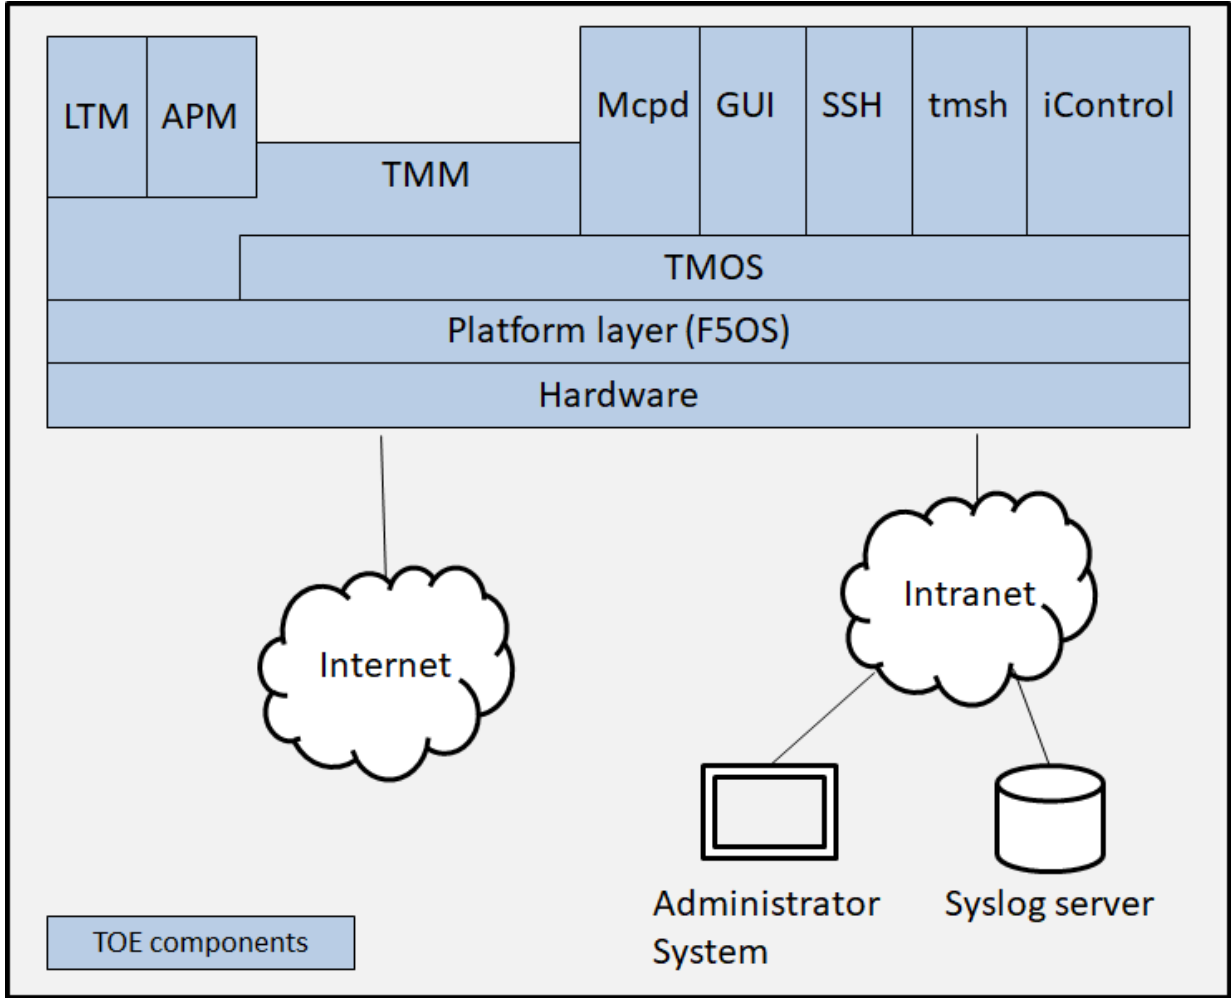 LTM
APM
Mcpd
GUI
SSH
tmsh
iControl
TMM
TMOS
Platform layer (F5OS)
Hardware
Internet
Intranet
Administrator
System
Syslog server
TOE components